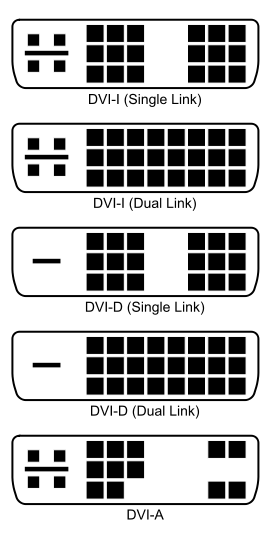 DVI-I (Single Link)
DVI-I (Dual Link)
DVI-D (Single Link)
DVI-D (Dual Link)
DVI-A